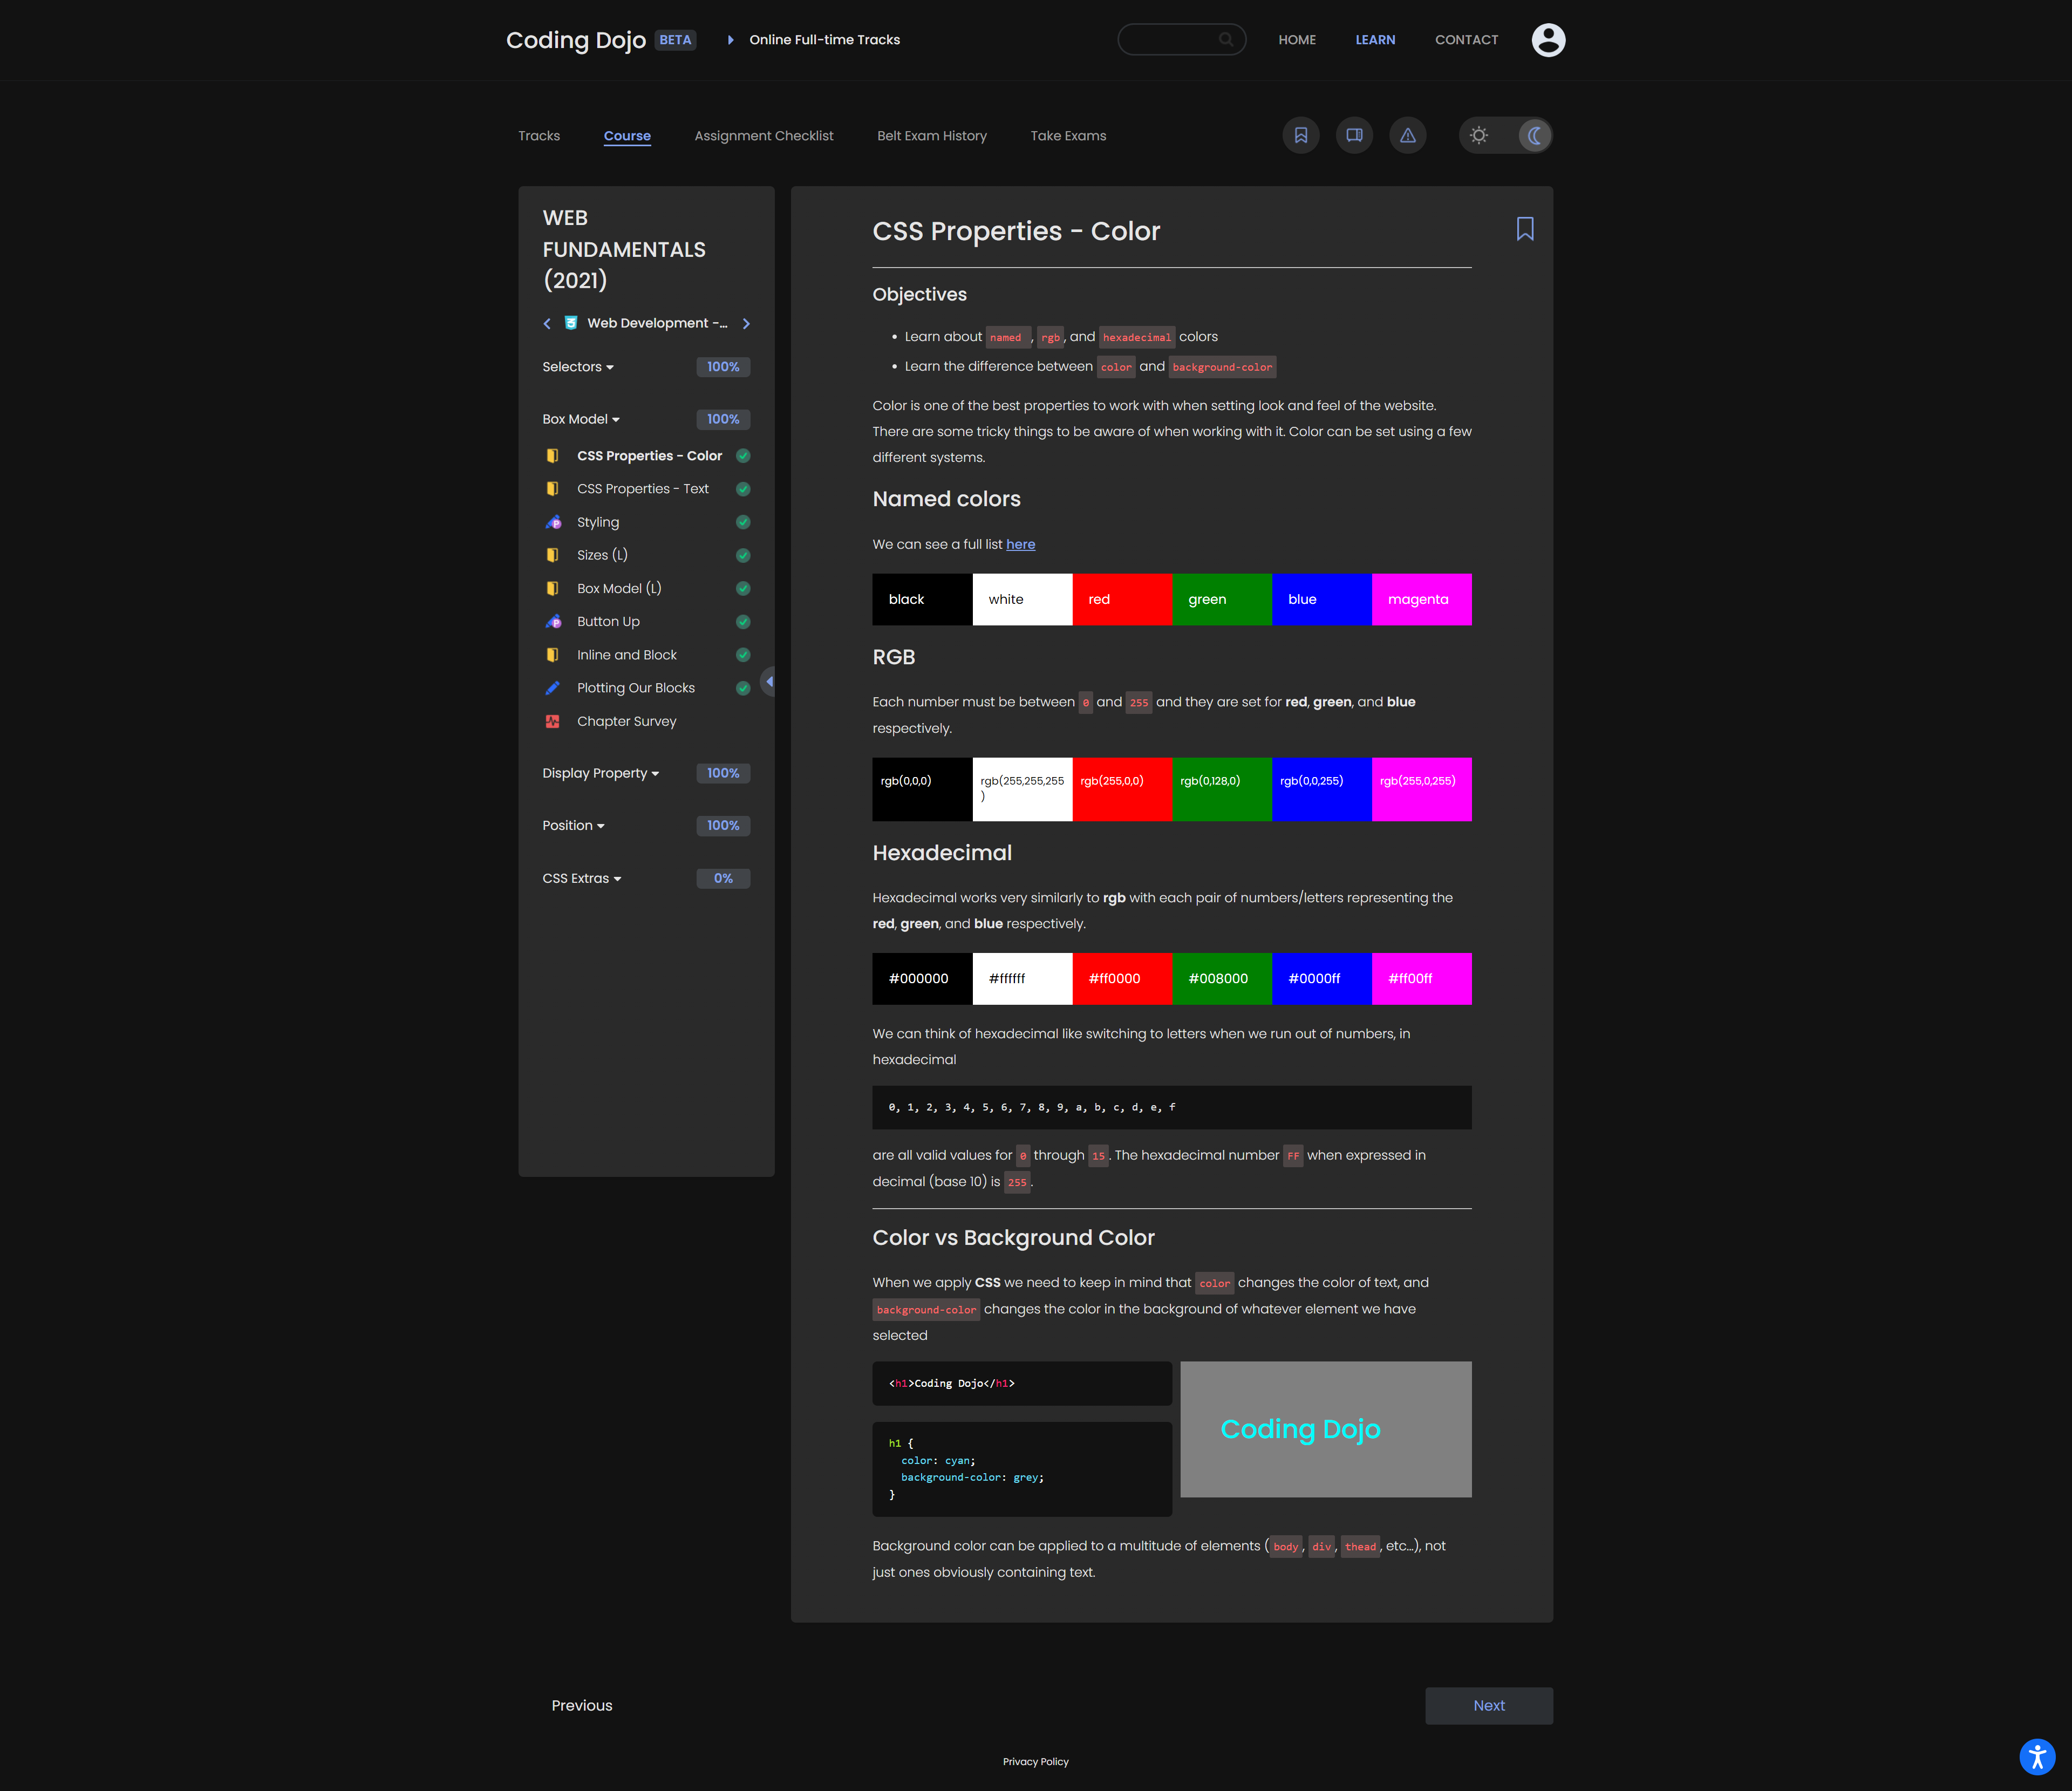 Coding Dojo BETA Online Full-time Tracks HOME LEARN CONTACT
Tracks Course Assignment Checklist Belt Exam History Take Exams
WEB
FUNDAMENTALS
(2021)
Web Development -...
Selectors 100%
Box Model 100%
CSS Properties - Color
CSS Properties - Text
Styling
Sizes (L)
Box Model (L)
Button Up
Inline and Block
Plotting Our Blocks
Chapter Survey
Display Property 100%
Position 100%
CSS Extras 0%
CSS Properties - Color
Objectives
• Learn about named , rgb , and hexadecimal colors
• Learn the difference between color and background-color
Color is one of the best properties to work with when setting look and feel of the website.
There are some tricky things to be aware of when working with it. Color can be set using a few
different systems.
Named colors
We can see a full list here
black white red green blue magenta
RGB
Each number must be between 0 and 255 and they are set for red, green, and blue
respectively.
rgb(0,0,0) rgb(255,255,255 rgb(255,0,0) rgb(0,128,0) rgb(0,0,255) rgb(255,0,255)
)
Hexadecimal
Hexadecimal works very similarly to rgb with each pair of numbers/letters representing the
red, green, and blue respectively.
#000000 #ffffff #ff0000 #008000 #0000ff #ff00ff
We can think of hexadecimal like switching to letters when we run out of numbers, in
hexadecimal
0, 1, 2, 3, 4, 5, 6, 7, 8, 9, a, b, c, d, e, f
are all valid values for 0 through 15 . The hexadecimal number FF when expressed in
decimal (base 10) is 255 .
Color vs Background Color
When we apply CSS we need to keep in mind that color changes the color of text, and
background-color changes the color in the background of whatever element we have
selected
<h1>Coding Dojo</h1>
h1 {
color: cyan;
background-color: grey;
}
Coding Dojo
Background color can be applied to a multitude of elements ( body , div , thead , etc...), not
just ones obviously containing text.
Previous Next
Privacy Policy